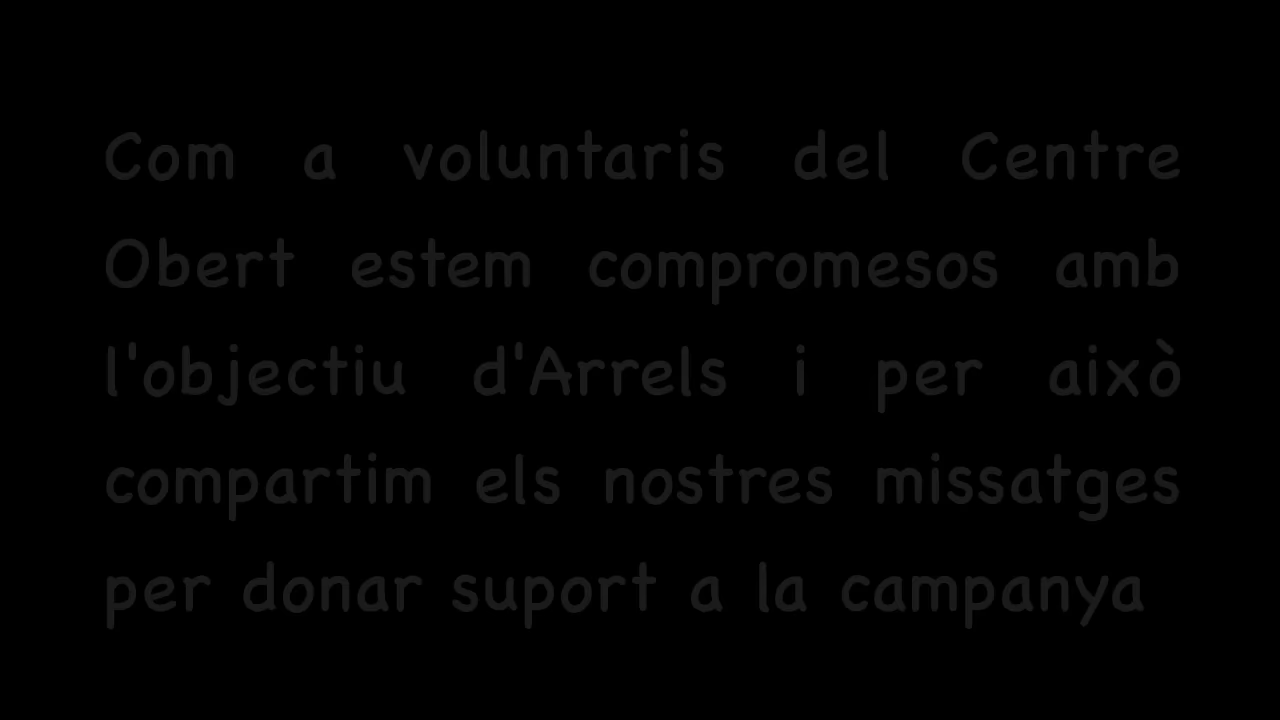 Com a voluntaris del Centre
Obert estem compromesos amb
l'objectiu d'Arrels i per això
compartim els nostres missatges
per donar suport a la campanya